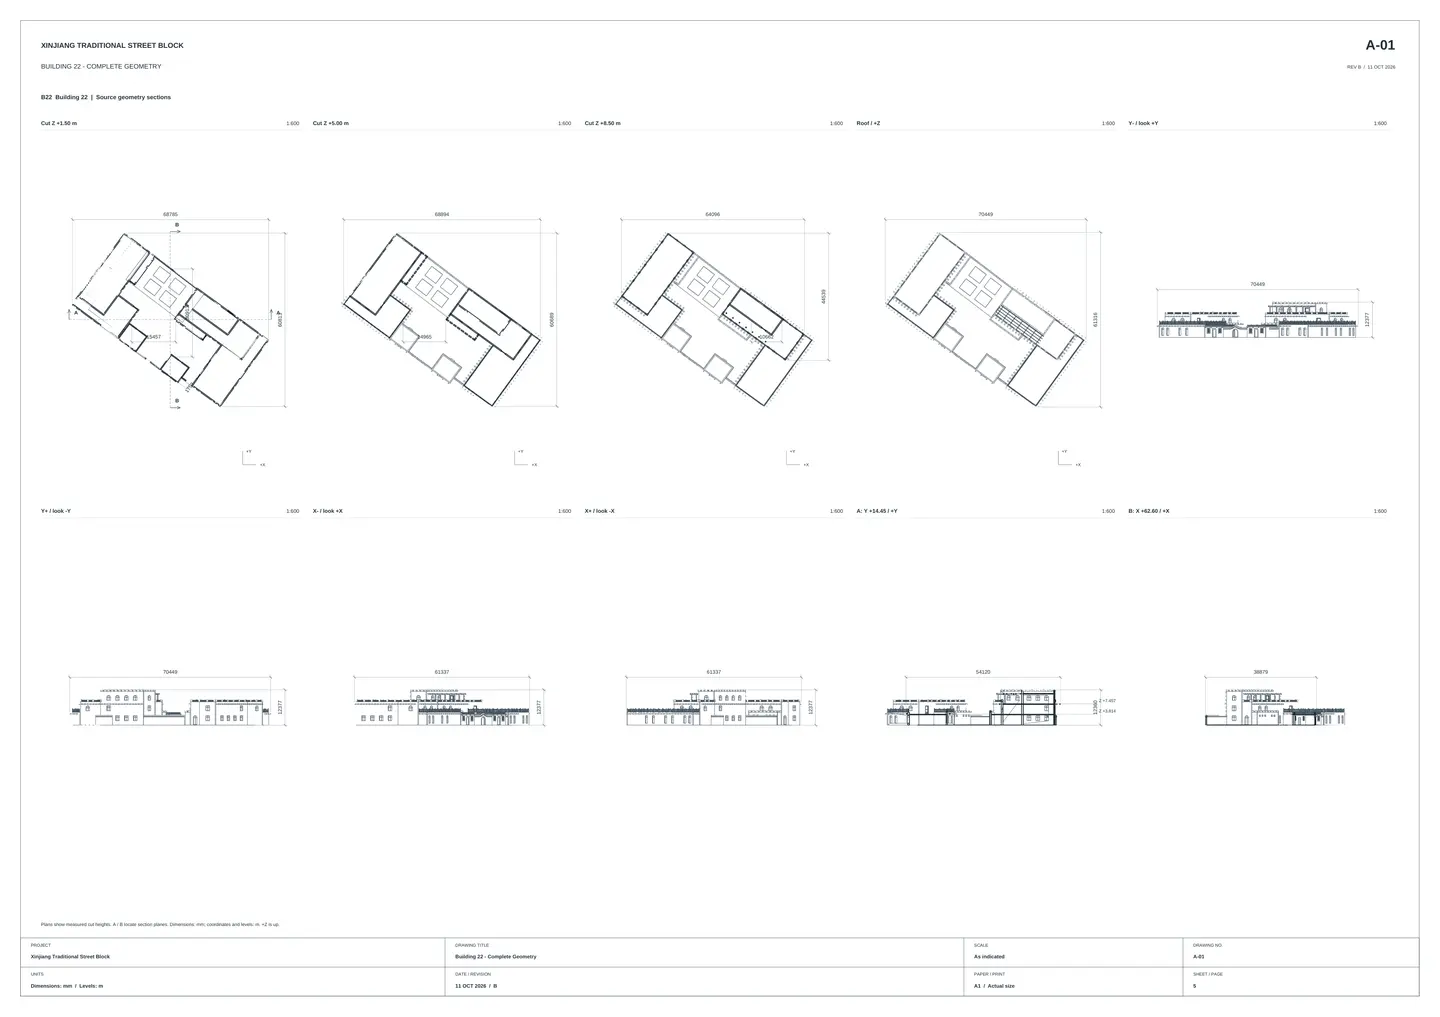 XINJIANG TRADITIONAL STREET BLOCK
A-01
BUILDING 22 - COMPLETE GEOMETRY
REV B / 11 OCT 2026
B22 Building 22 | Source geometry sections
Cut Z +1.50 m
1:600
Cut Z +5.00 m
1:600
Cut Z +8.50 m
1:600
Roof / +Z
1:600
Y- / look +Y
1:600
68785
B
A
A
B
68894
60689
14965
64096
44539
70449
61316
70449
12377
+Y
+X
+Y
+X
+Y
+X
+Y
+X
Y+ / look -Y
1:600
X- / look +X
1:600
X+ / look -X
1:600
A: Y +14.45 / +Y
1:600
B: X +62.60 / +X
1:600
70449
12377
61337
12377
61337
12377
54120
Z +7.457
Z +3.814
38879
Plans show measured cut heights. A / B locate section planes. Dimensions: mm; coordinates and levels: m. +Z is up.
PROJECT
Xinjiang Traditional Street Block
DRAWING TITLE
Building 22 - Complete Geometry
SCALE
As indicated
DRAWING NO.
A-01
UNITS
Dimensions: mm / Levels: m
DATE / REVISION
11 OCT 2026 / B
PAPER / PRINT
A1 / Actual size
SHEET / PAGE
5